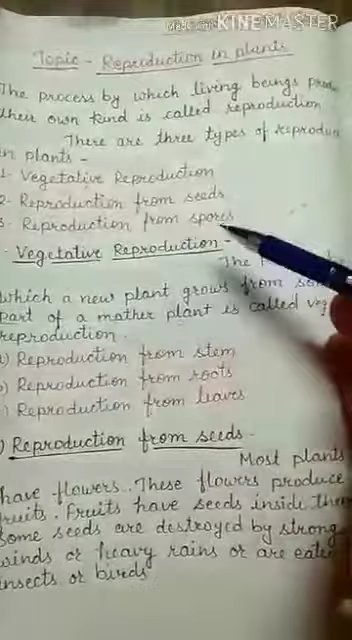 Made with KINEMASTER
Topic - Reproduction in plants
The process by which living beings
their own kind is called reproduction
There are three types of
in plants -
1- Vegetative Reproduction
2- Reproduction from seeds
3- Reproduction from spores
- Vegetative Reproduction -
The
which a new plant grows from
part of a mother plant is called
reproduction.
) Reproduction from stem
) Reproduction from roots
) Reproduction from leaves
) Reproduction from seeds -
Most plants
have flowers. These flowers produce
fruits. Fruits have seeds inside
Some seeds are destroyed by strong
winds or heavy rains or are
insects or birds